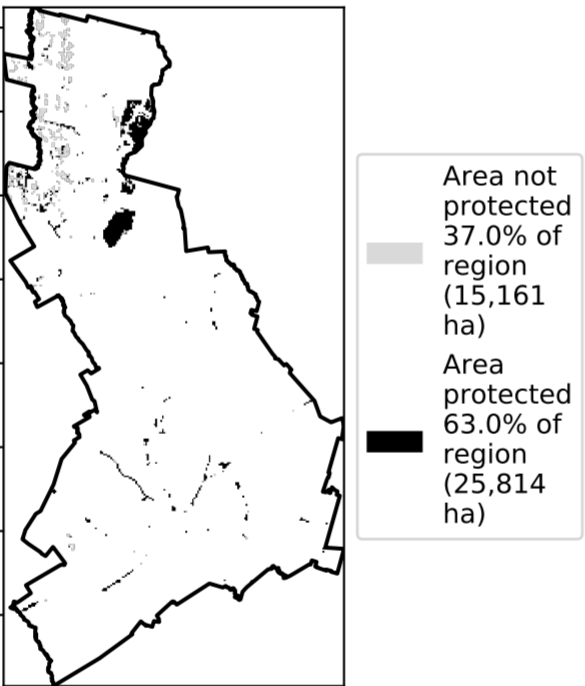 Area not
protected
37.0% of
region
(15,161
ha)
Area
protected
63.0% of
region
(25,814
ha)